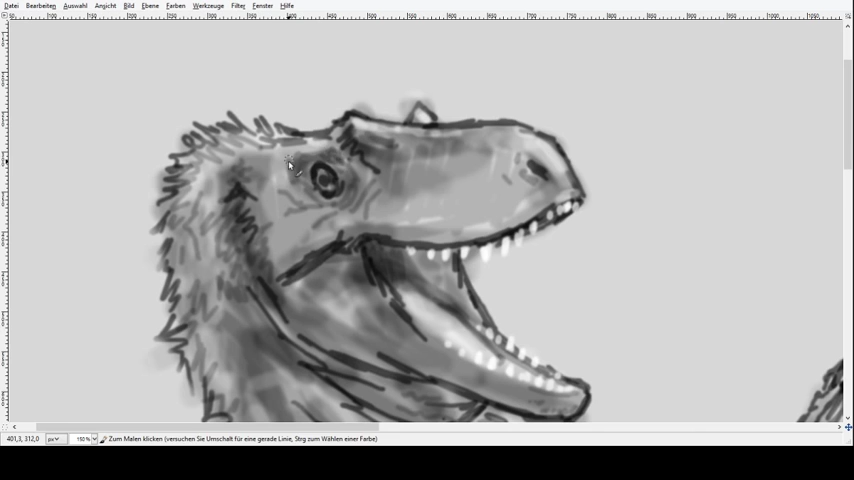 Datei Bearbeiten Auswahl Ansicht Bild Ebene Farben Werkzeuge Filter Fenster Hilfe
401,3, 312,0 px 150 % Zum Malen klicken (versuchen Sie Umschalt für eine gerade Linie, Strg zum Wählen einer Farbe)